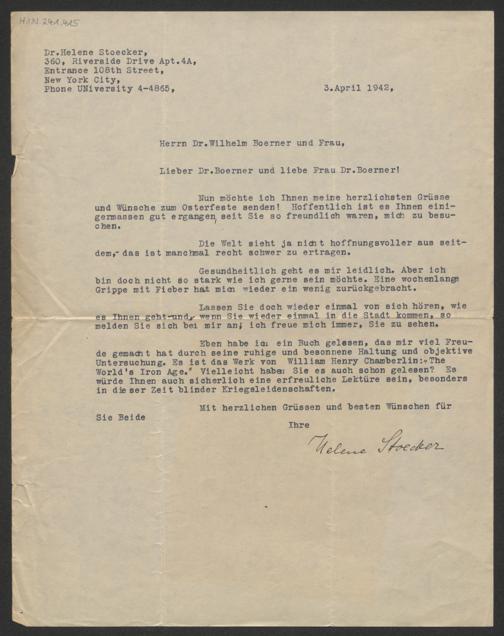 H.I.N. 241.415
Dr.Helene Stoecker,
360, Riverside Drive Apt.4A,
Entrance 108th Street,
New York City,
Phone UNiversity 4-4865,
3.April 1942,
Herrn Dr.Wilhelm Boerner und Frau,
Lieber Dr.Boerner und liebe Frau Dr.Boerner!
Nun möchte ich Ihnen meine herzlichsten Grüsse
und Wünsche zum Osterfeste senden! Hoffentlich ist es Ihnen eini-
germassen gut ergangen, seit Sie so freundlich waren, mich zu besu-
chen.
Die Welt sieht ja nicht hoffnungsvoller aus seit-
dem,- das ist manchmal recht schwer zu ertragen.
Gesundheitlich geht es mir leidlich. Aber ich
bin doch nicht so stark wie ich gerne sein möchte. Eine wochenlange
Grippe mit Fieber hat mich wieder ein wenig zurückgebracht.
Lassen Sie doch wieder einmal von sich hören, wie
es Ihnen geht-und, wenn Sie wieder einmal in die Stadt kommen, so
melden Sie sich bei mir an; ich freue mich immer, Sie zu sehen.
Eben habe ich ein Buch gelesen, das mir viel Freu-
de gemacht hat durch seine ruhige und besonnene Haltung und objektive
Untersuchung. Es ist das Werk von William Henry Chamberlin:"The
World's Iron Age." Vielleicht haben Sie es auch schon gelesen? Es
würde Ihnen auch sicherlich eine erfreuliche Lektüre sein, besonders
in dieser Zeit blinder Kriegsleidenschaften.
Mit herzlichen Grüssen und besten Wünschen für
Sie Beide
Ihre
Helene Stoecker